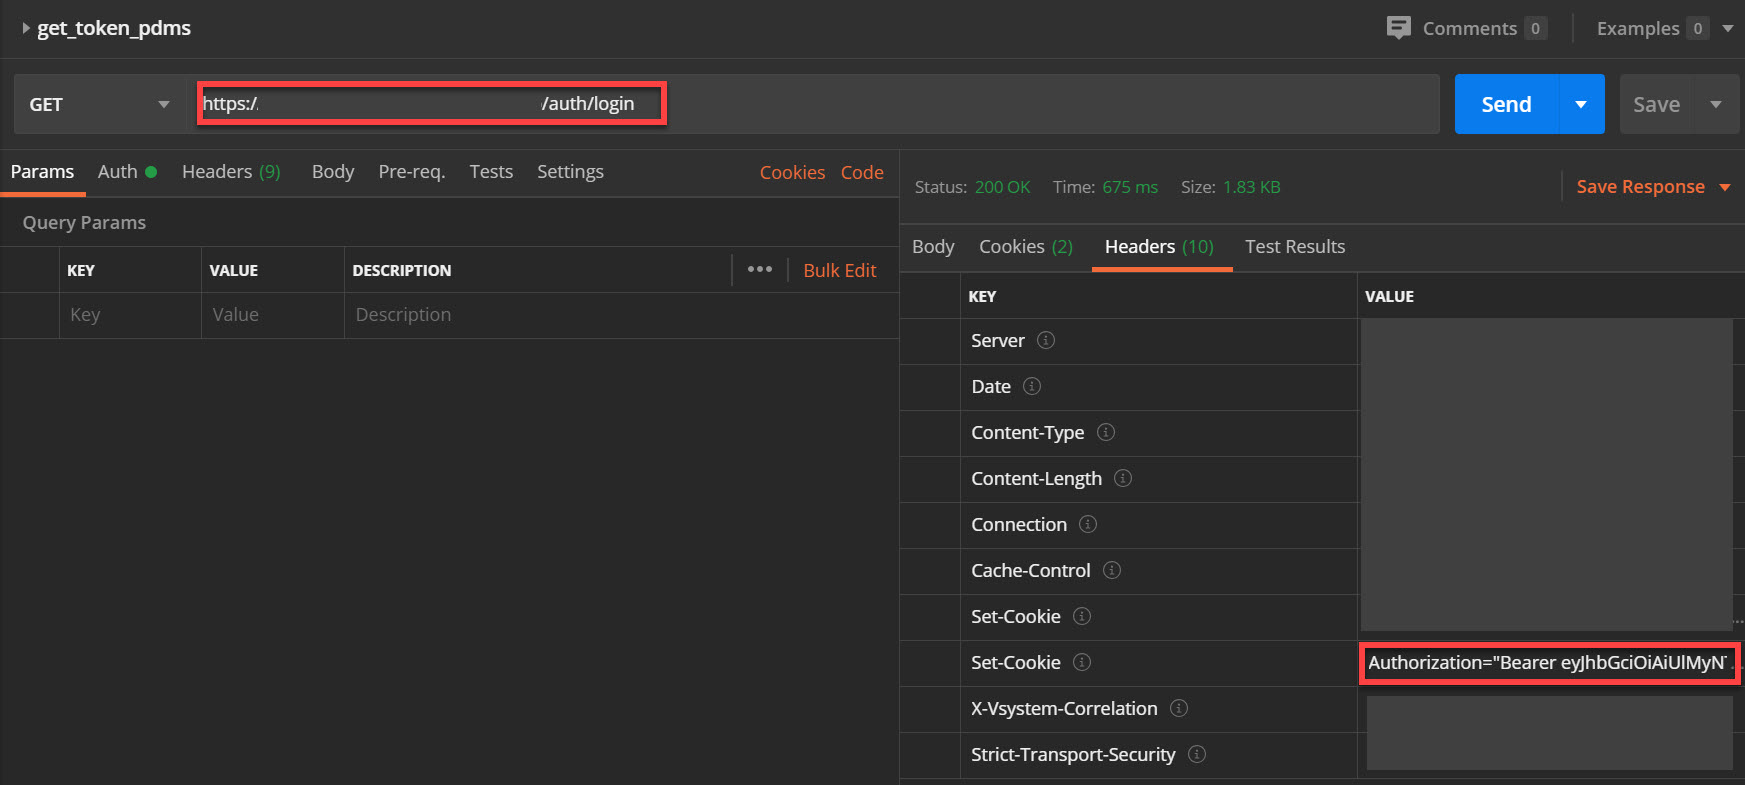 get_token_pdms
Comments 0 Examples 0
GET https:/ /auth/login Send Save
Params Auth Headers (9) Body Pre-req. Tests Settings Cookies Code
Query Params
KEY VALUE DESCRIPTION ••• Bulk Edit
Key Value Description
Status: 200 OK Time: 675 ms Size: 1.83 KB Save Response
Body Cookies (2) Headers (10) Test Results
KEY VALUE
Server
Date
Content-Type
Content-Length
Connection
Cache-Control
Set-Cookie
Set-Cookie Authorization="Bearer eyJhbGciOiAiUlMyN
X-Vsystem-Correlation
Strict-Transport-Security